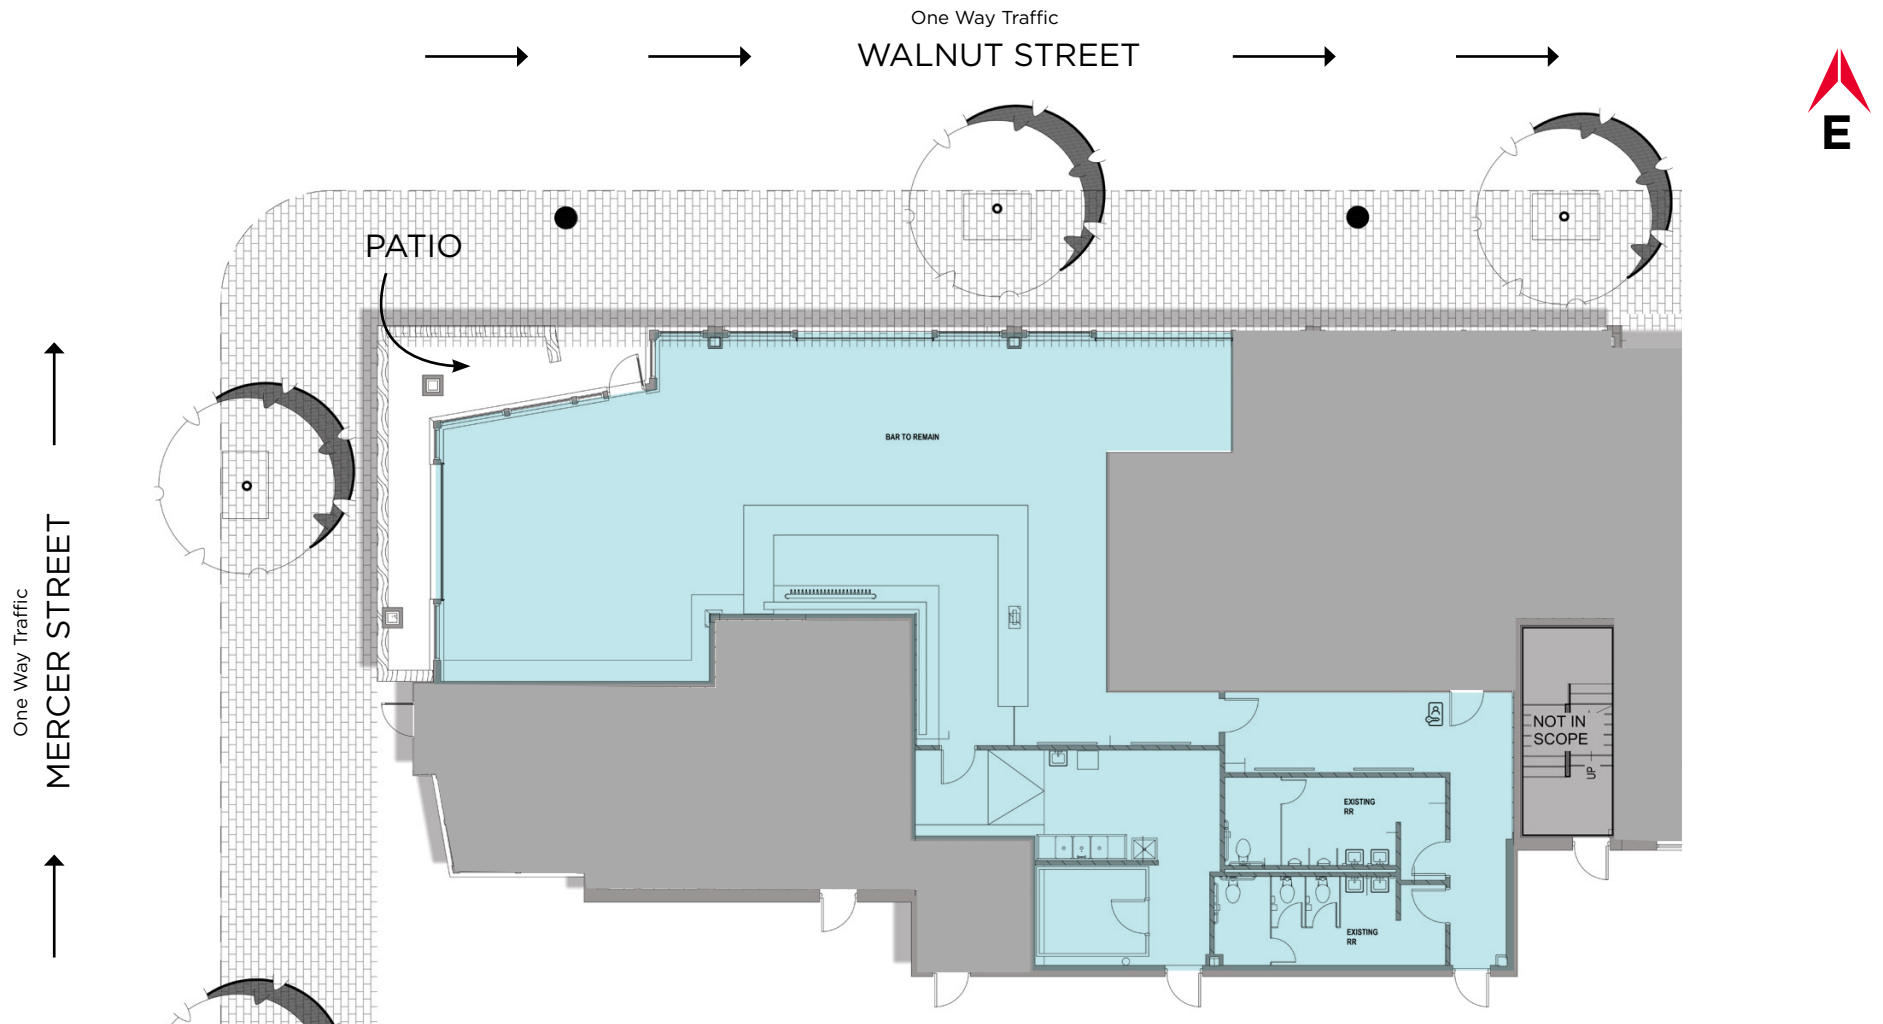 One Way Traffic
WALNUT STREET
E
PATIO
BAR TO REMAIN
One Way Traffic
MERCER STREET
NOT IN
SCOPE
UP
EXISTING
RR
EXISTING
RR